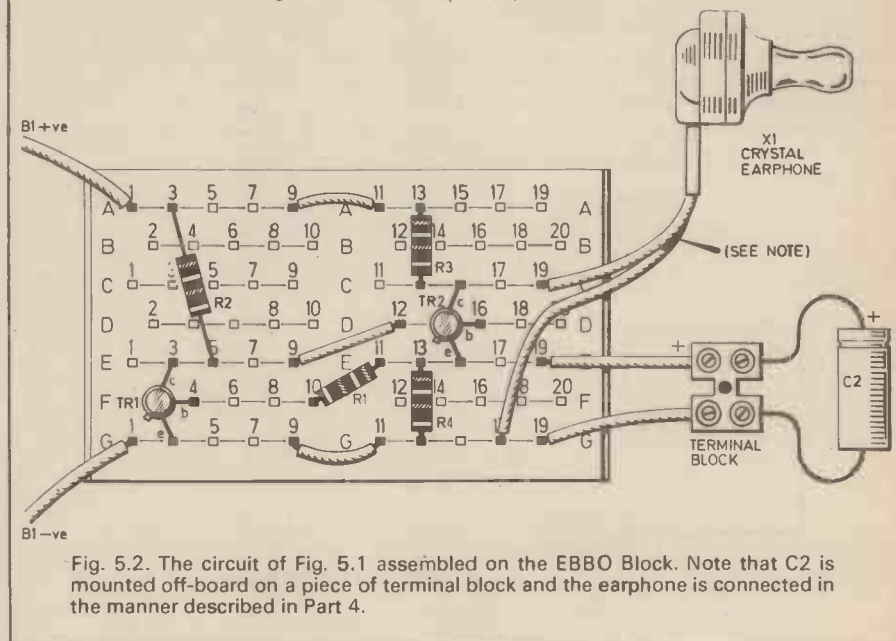 B1+ve
X1
CRYSTAL
EARPHONE
(SEE NOTE)
1 3 5 7 9 11 13 15 17 19
A A A
2 4 6 8 10 12 14 16 18 20
B B B
R3
1 3 5 7 9 11 13 17 19
C C
R2
TR2 c
2 8 10 12 16 18
D D b
e
1 3 5 7 9 11 13 17 19
E E
+ +
C2
c
TR1 4 6 8 10 12 14 16 18 20
F b R1 F F
R4
e
1 5 7 9 11 13 19
G G G
TERMINAL
BLOCK
B1−ve
Fig. 5.2. The circuit of Fig. 5.1 assembled on the EBBO Block. Note that C2 is
mounted off-board on a piece of terminal block and the earphone is connected in
the manner described in Part 4.